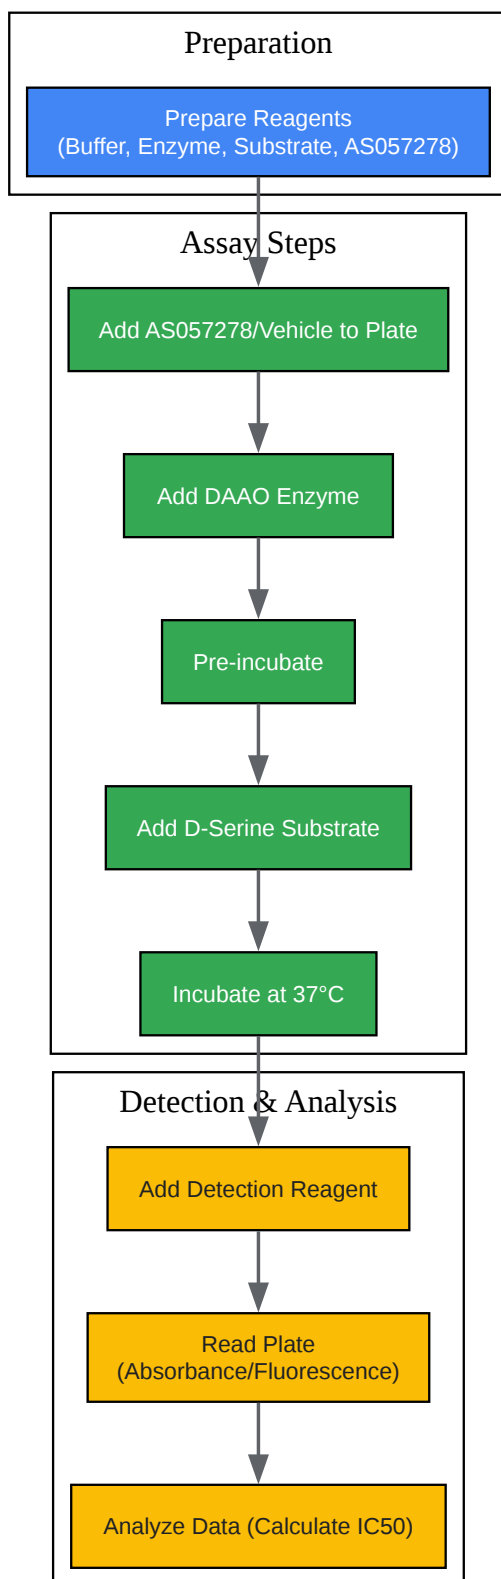 Preparation
Prepare Reagents
(Buffer, Enzyme, Substrate, AS057278)
Assay Steps
Add AS057278/Vehicle to Plate
Add DAAO Enzyme
Pre-incubate
Add D-Serine Substrate
Incubate at 37°C
Detection & Analysis
Add Detection Reagent
Read Plate
(Absorbance/Fluorescence)
Analyze Data (Calculate IC50)